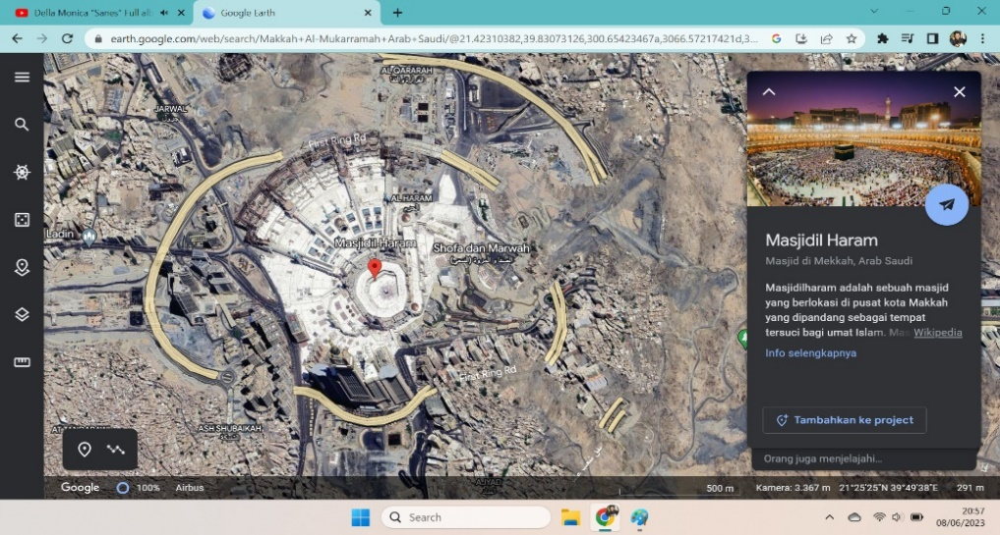 Della Monica "Sanes" Full al
Google Earth
earth.google.com/web/search/Makkah+Al-Mukarramah+Arab+Saudi/@21.42310382,39.83073126,300.65423467a,3066.57217421d,3...
AL QARARAH
JARWAL
جرول
First Ring Rd
AL HARAM
الحرم
Ladin
Masjidil Haram
Shofa dan Marwah
First Ring Rd
ASH SHUBAIKAH
الشبيكة
AJYAD
Masjidil Haram
Masjid di Mekkah, Arab Saudi
Masjidilharam adalah sebuah masjid
yang berlokasi di pusat kota Makkah
yang dipandang sebagai tempat
tersuci bagi umat Islam. Mas Wikipedia
Info selengkapnya
Tambahkan ke project
Orang juga menjelajahi...
Google 100% Airbus 500 m Kamera: 3.367 m 21°25'25"N 39°49'38"E 291 m
Search
20:57
08/06/2023